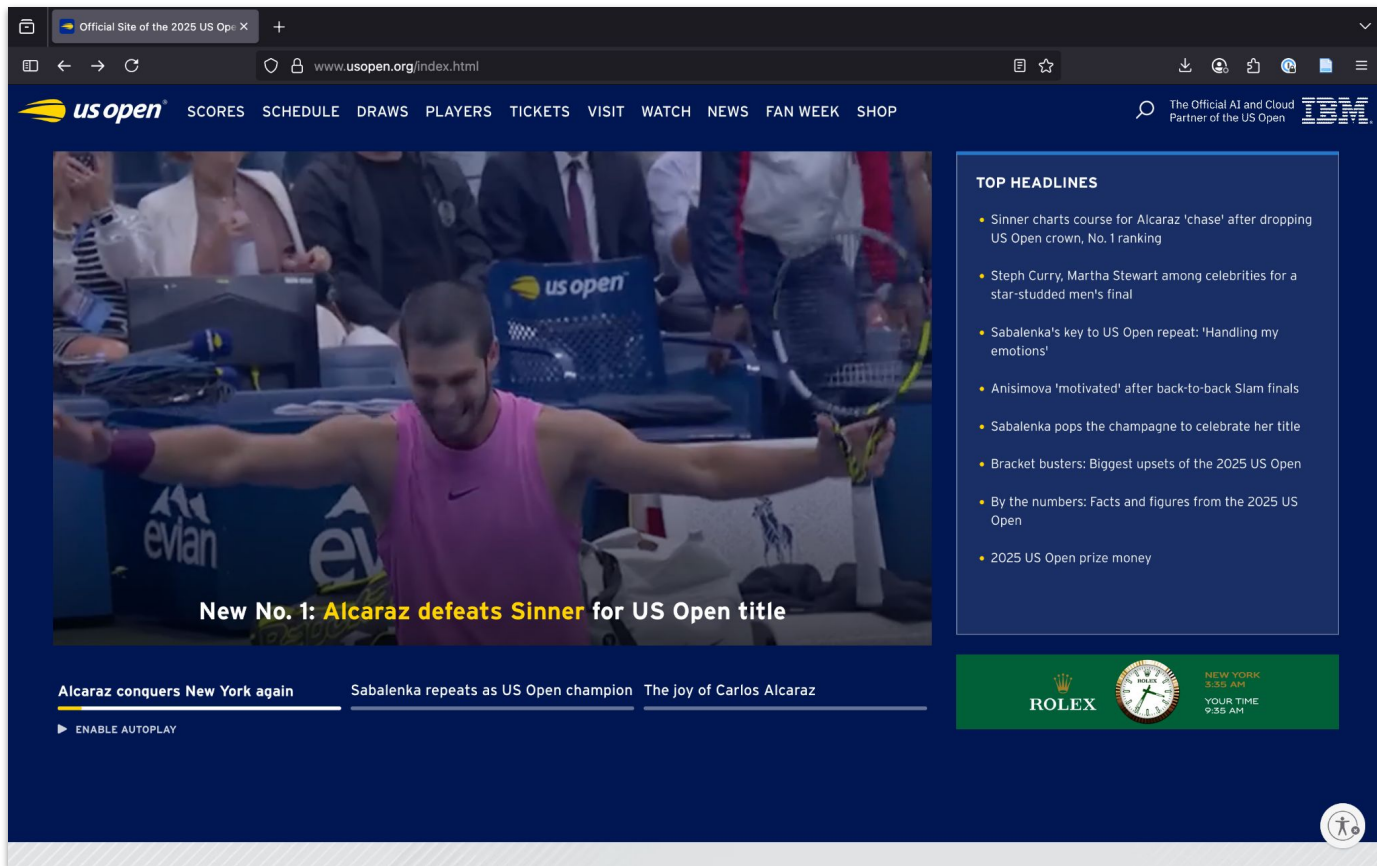 Official Site of the 2025 US Ope
www.usopen.org/index.html
us open
SCORES SCHEDULE DRAWS PLAYERS TICKETS VISIT WATCH NEWS FAN WEEK SHOP
The Official AI and Cloud
Partner of the US Open
IBM
us open
evian
ev
New No. 1: Alcaraz defeats Sinner for US Open title
Alcaraz conquers New York again
Sabalenka repeats as US Open champion
The joy of Carlos Alcaraz
ENABLE AUTOPLAY
TOP HEADLINES
Sinner charts course for Alcaraz 'chase' after dropping
US Open crown, No. 1 ranking
Steph Curry, Martha Stewart among celebrities for a
star-studded men's final
Sabalenka's key to US Open repeat: 'Handling my
emotions'
Anisimova 'motivated' after back-to-back Slam finals
Sabalenka pops the champagne to celebrate her title
Bracket busters: Biggest upsets of the 2025 US Open
By the numbers: Facts and figures from the 2025 US
Open
2025 US Open prize money
ROLEX
ROLEX
NEW YORK
3:35 AM
YOUR TIME
9:35 AM